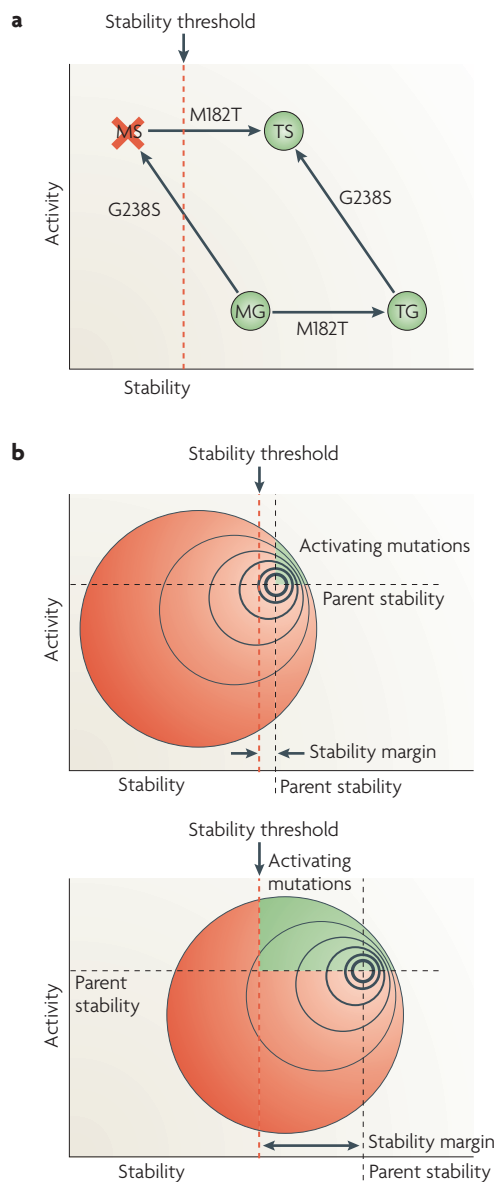 a
Stability threshold
M182T
MS
TS
G238S
G238S
Activity
MG
TG
M182T
Stability
b
Stability threshold
Activating mutations
Parent stability
Activity
Stability margin
Stability
Parent stability
Stability threshold
Activating
mutations
Parent
stability
Activity
Stability margin
Stability
Parent stability